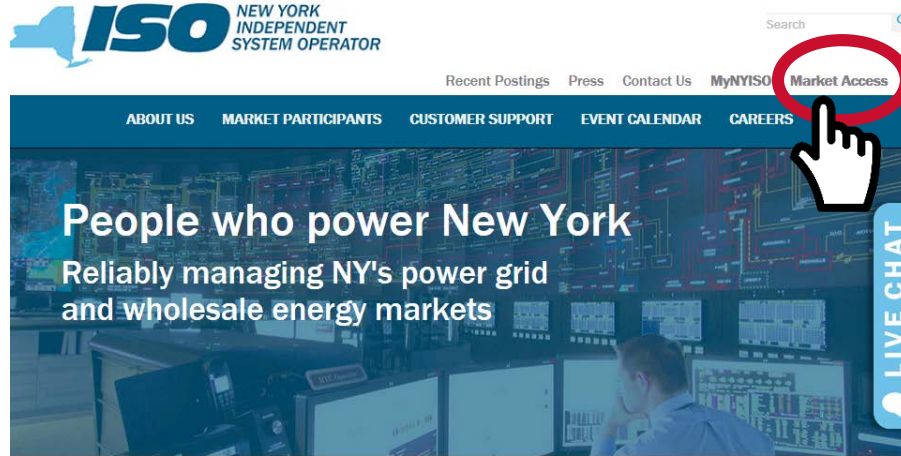 NEW YORK
ISO INDEPENDENT
SYSTEM OPERATOR
Search
Recent Postings Press Contact Us MyNYISO Market Access
ABOUT US MARKET PARTICIPANTS CUSTOMER SUPPORT EVENT CALENDAR CAREERS
People who power New York
Reliably managing NY's power grid
and wholesale energy markets
LIVE CHAT